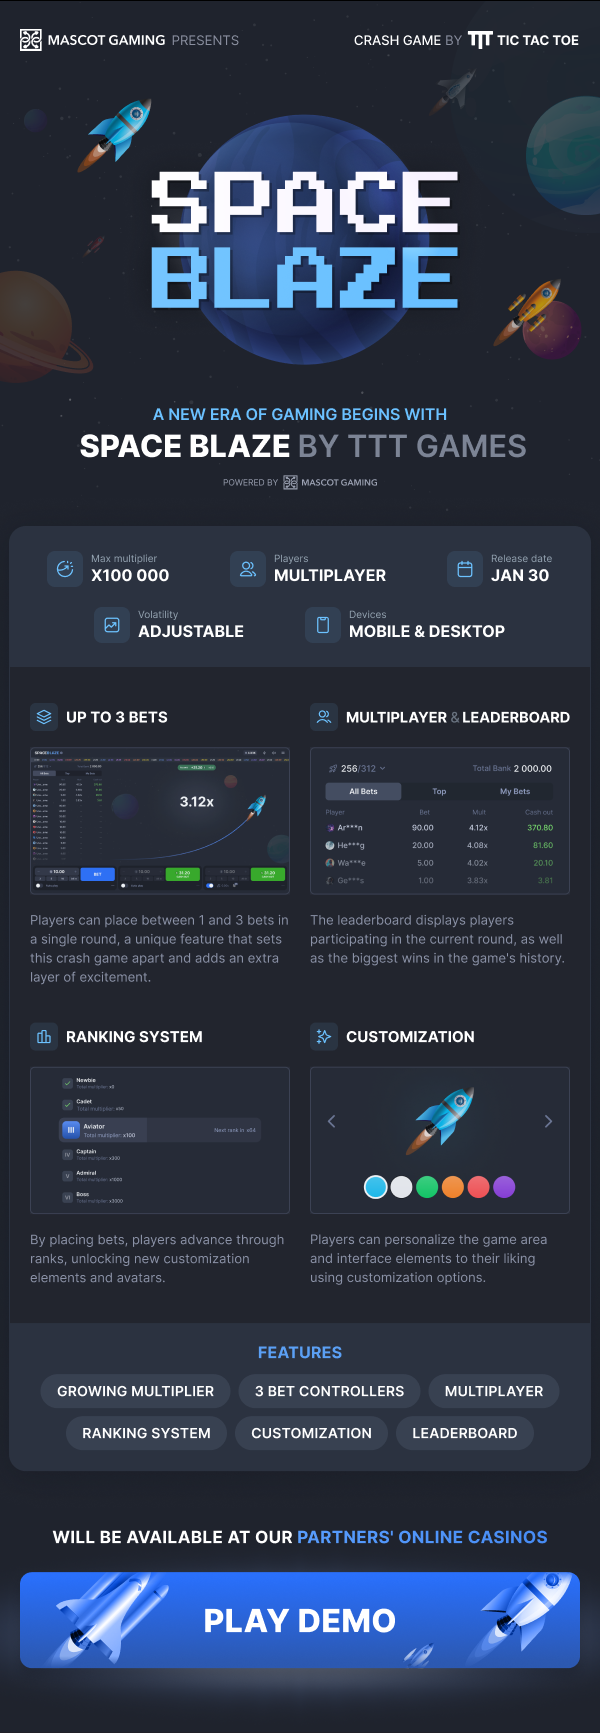 MASCOT GAMING PRESENTS
CRASH GAME BY TTT TIC TAC TOE
SPACE
BLAZE
A NEW ERA OF GAMING BEGINS WITH
SPACE BLAZE BY TTT GAMES
POWERED BY MASCOT GAMING
Max multiplier
X100 000
Players
MULTIPLAYER
Release date
JAN 30
Volatility
ADJUSTABLE
Devices
MOBILE & DESKTOP
UP TO 3 BETS
SPACEBLAZE
3.12x
BET
Players can place between 1 and 3 bets in
a single round, a unique feature that sets
this crash game apart and adds an extra
layer of excitement.
MULTIPLAYER & LEADERBOARD
256/312 Total Bank 2 000.00
All Bets Top My Bets
Player Bet Mult Cash out
Ar***n 90.00 4.12x 370.80
He***g 20.00 4.08x 81.60
Wa***e 5.00 4.02x 20.10
Ge***s 1.00 3.83x 3.81
The leaderboard displays players
participating in the current round, as well
as the biggest wins in the game's history.
RANKING SYSTEM
Newbie
Total multiplier: x0
Cadet
Total multiplier: x50
III Aviator
Total multiplier: x100 Next rank in x54
IV Captain
Total multiplier: x300
V Admiral
Total multiplier: x1000
VI Boss
Total multiplier: x3000
By placing bets, players advance through
ranks, unlocking new customization
elements and avatars.
CUSTOMIZATION
Players can personalize the game area
and interface elements to their liking
using customization options.
FEATURES
GROWING MULTIPLIER 3 BET CONTROLLERS MULTIPLAYER
RANKING SYSTEM CUSTOMIZATION LEADERBOARD
WILL BE AVAILABLE AT OUR PARTNERS' ONLINE CASINOS
PLAY DEMO